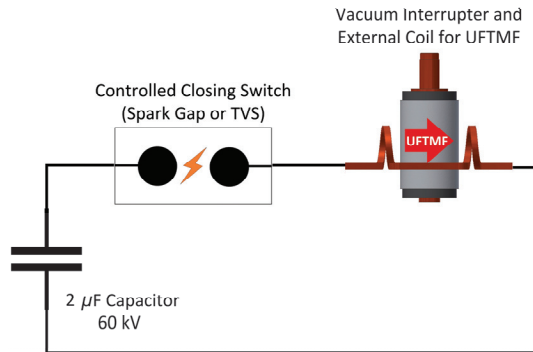 Vacuum Interrupter and
External Coil for UFTMF
Controlled Closing Switch
(Spark Gap or TVS)
UFTMF
2 µF Capacitor
60 kV